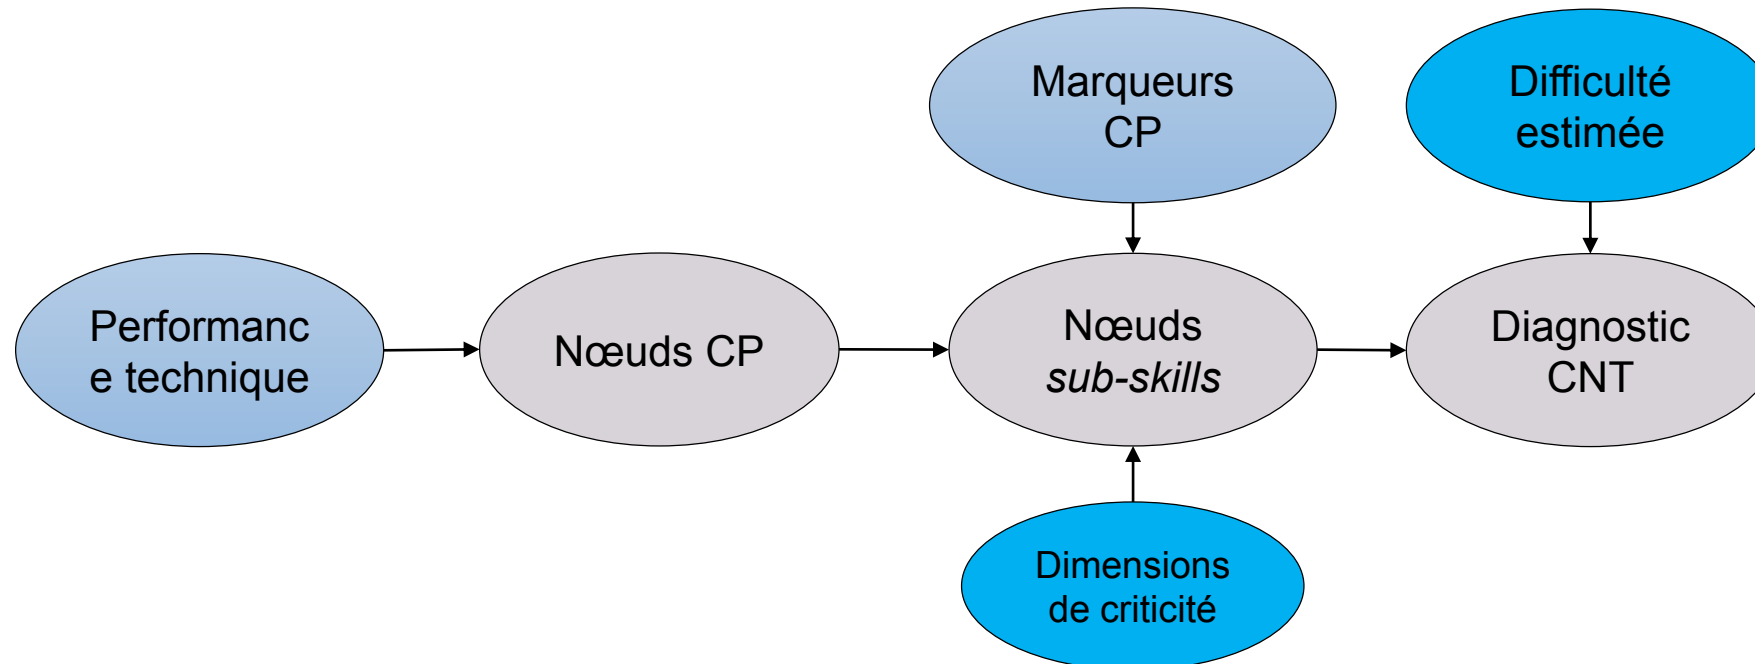 Marqueurs
CP
Difficulté
estimée
Performanc
e technique
Nœuds CP
Nœuds
sub-skills
Diagnostic
CNT
Dimensions
de criticité